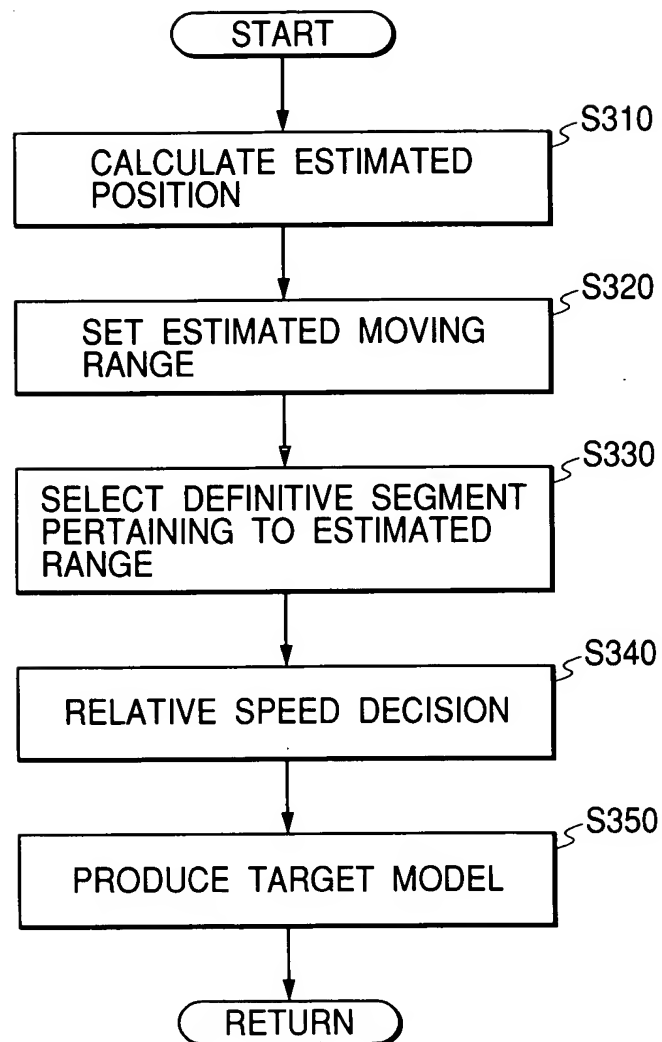 START
S310
CALCULATE ESTIMATED
POSITION
S320
SET ESTIMATED MOVING
RANGE
S330
SELECT DEFINITIVE SEGMENT
PERTAINING TO ESTIMATED
RANGE
S340
RELATIVE SPEED DECISION
S350
PRODUCE TARGET MODEL
RETURN